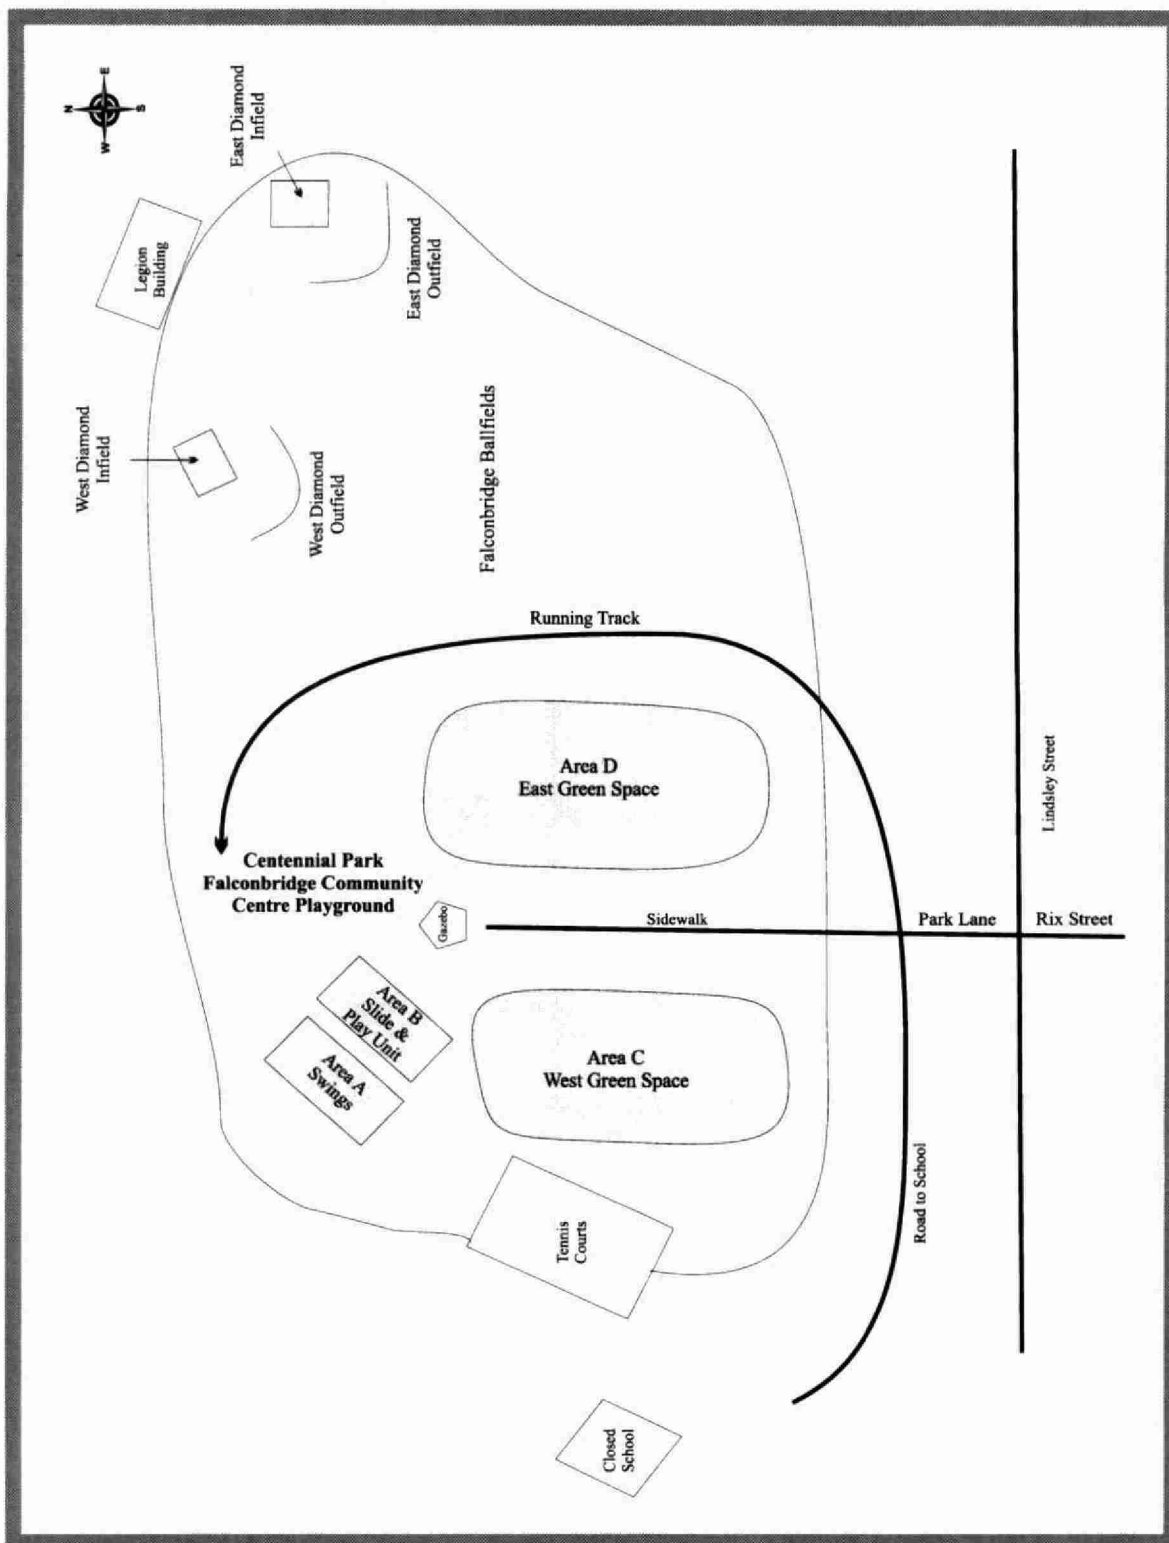 E
N
S
W
East Diamond
Infield
Legion
Building
East Diamond
Outfield
West Diamond
Infield
West Diamond
Outfield
Falconbridge Ballfields
Running Track
Area D
East Green Space
Lindsley Street
Centennial Park
Falconbridge Community
Centre Playground
Gazebo
Sidewalk
Park Lane
Rix Street
Area B
Slide &
Play Unit
Area A
Swings
Area C
West Green Space
Road to School
Tennis
Courts
Closed
School